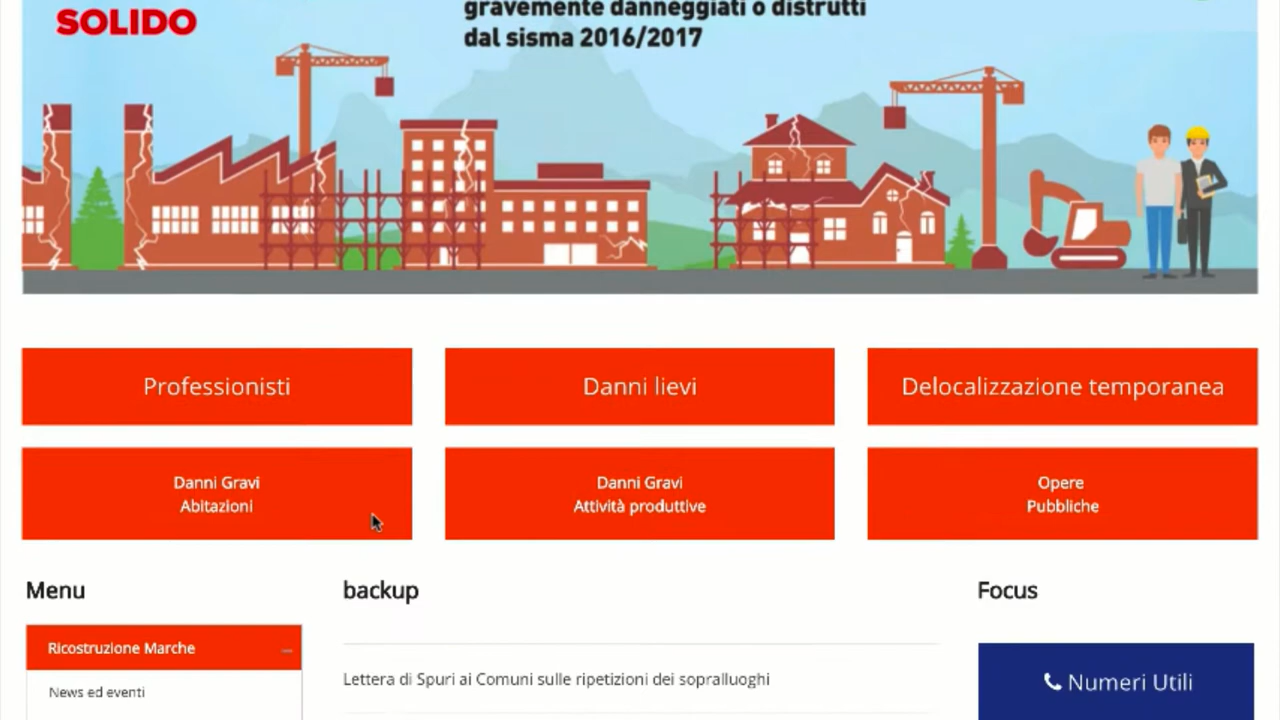 SOLIDO
gravemente danneggiati o distrutti
dal sisma 2016/2017
Professionisti
Danni lievi
Delocalizzazione temporanea
Danni Gravi
Abitazioni
Danni Gravi
Attività produttive
Opere
Pubbliche
Menu
backup
Focus
Ricostruzione Marche
Numeri Utili
Lettera di Spuri ai Comuni sulle ripetizioni dei sopralluoghi
News ed eventi